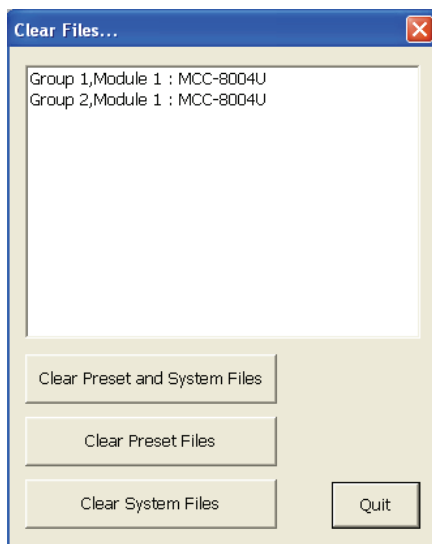 Clear Files...
Group 1,Module 1 : MCC-8004U
Group 2,Module 1 : MCC-8004U
Clear Preset and System Files
Clear Preset Files
Clear System Files
Quit